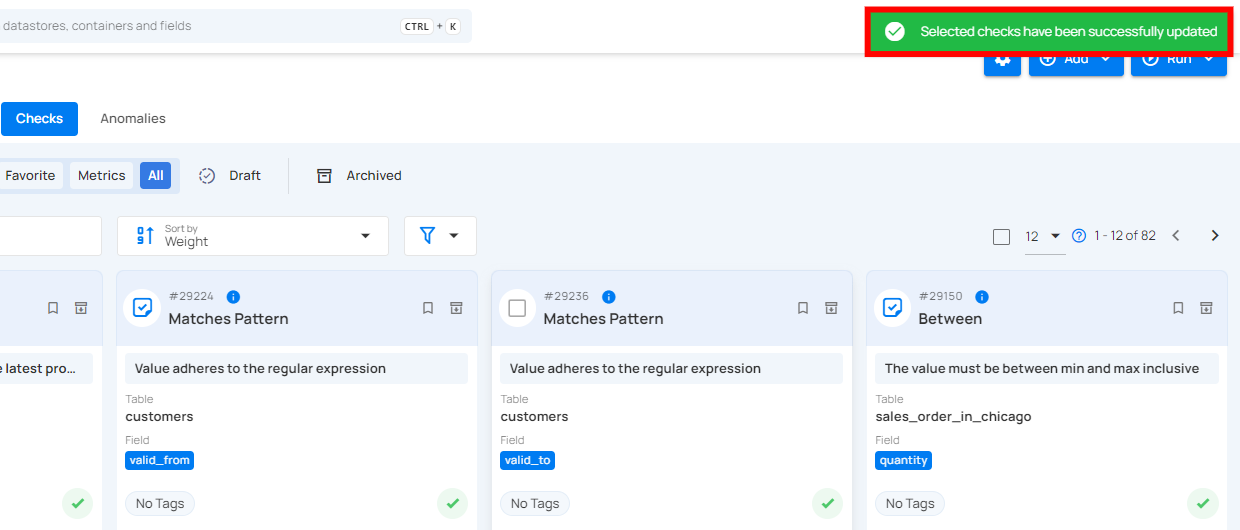 datastores, containers and fields
CTRL + K
Selected checks have been successfully updated
Add
Run
Checks
Anomalies
Favorite
Metrics
All
Draft
Archived
Sort by
Weight
12
1 - 12 of 82
#29224
Matches Pattern
#29236
Matches Pattern
#29150
Between
e latest pro...
Value adheres to the regular expression
Value adheres to the regular expression
The value must be between min and max inclusive
Table
customers
Field
valid_from
No Tags
Table
customers
Field
valid_to
No Tags
Table
sales_order_in_chicago
Field
quantity
No Tags